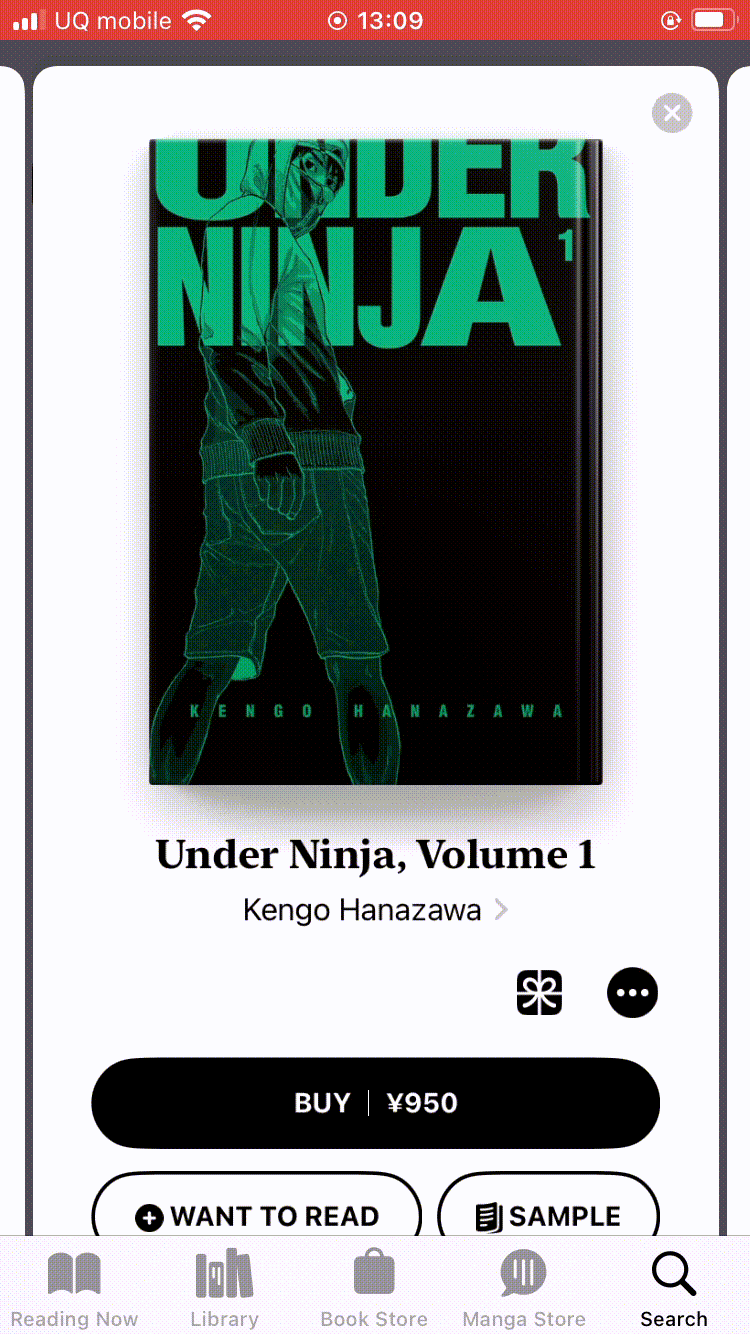 UQ mobile 13:09
UNDER
NINJA 1
KENGO HANAZAWA
Under Ninja, Volume 1
Kengo Hanazawa
BUY | ¥950
WANT TO READ SAMPLE
Reading Now Library Book Store Manga Store Search